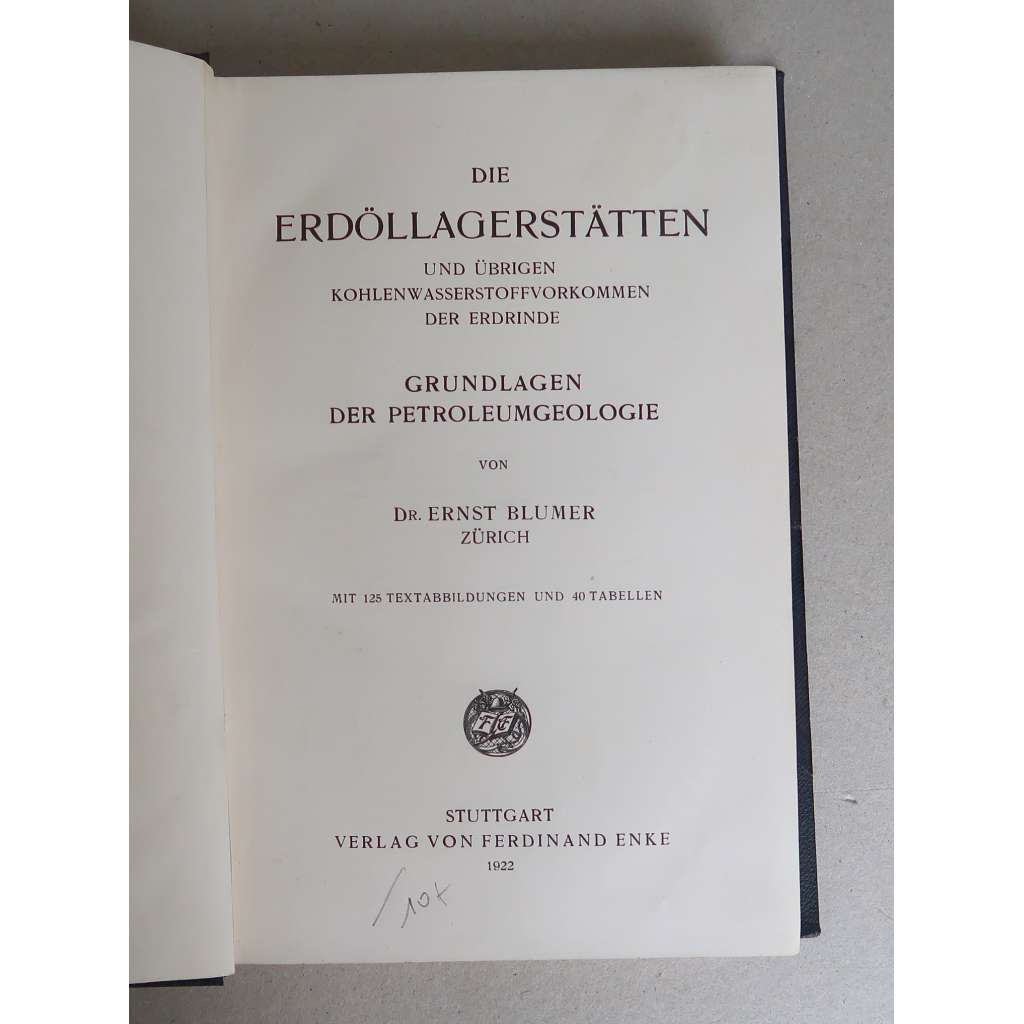 DIE
ERDÖLLAGERSTÄTTEN
UND ÜBRIGEN
KOHLENWASSERSTOFFVORKOMMEN
DER ERDRINDE
GRUNDLAGEN
DER PETROLEUMGEOLOGIE
VON
DR. ERNST BLUMER
ZÜRICH
MIT 125 TEXTABBILDUNGEN UND 40 TABELLEN
F E
STUTTGART
VERLAG VON FERDINAND ENKE
1922